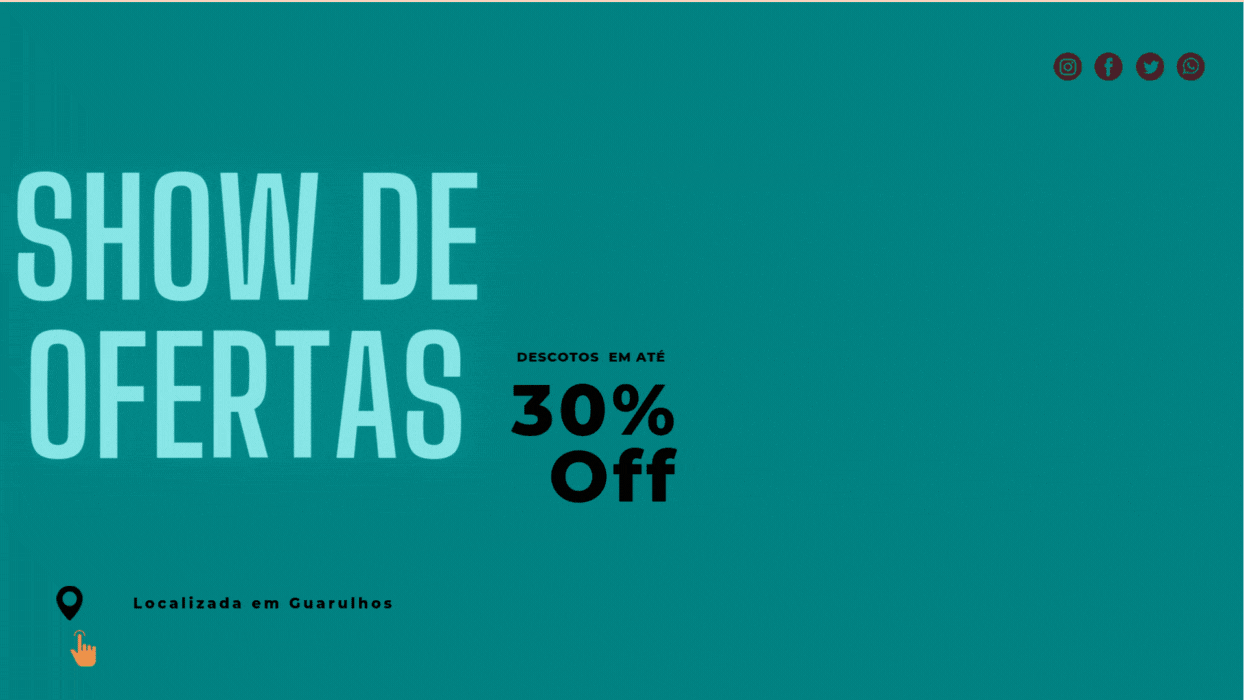 SHOW DE
OFERTAS
DESCOTOS EM ATÉ
30%
Off
Localizada em Guarulhos